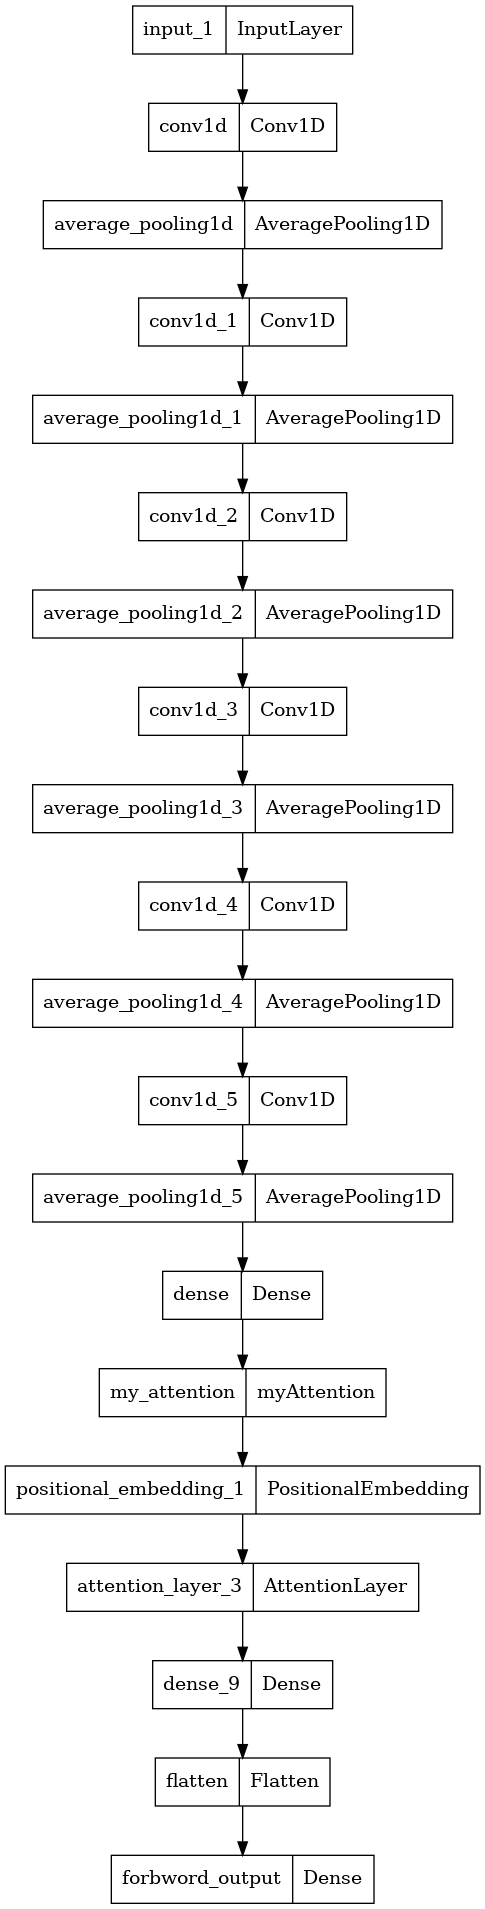 input_1 InputLayer
conv1d Conv1D
average_pooling1d AveragePooling1D
conv1d_1 Conv1D
average_pooling1d_1 AveragePooling1D
conv1d_2 Conv1D
average_pooling1d_2 AveragePooling1D
conv1d_3 Conv1D
average_pooling1d_3 AveragePooling1D
conv1d_4 Conv1D
average_pooling1d_4 AveragePooling1D
conv1d_5 Conv1D
average_pooling1d_5 AveragePooling1D
dense Dense
my_attention myAttention
positional_embedding_1 PositionalEmbedding
attention_layer_3 AttentionLayer
dense_9 Dense
flatten Flatten
forbword_output Dense